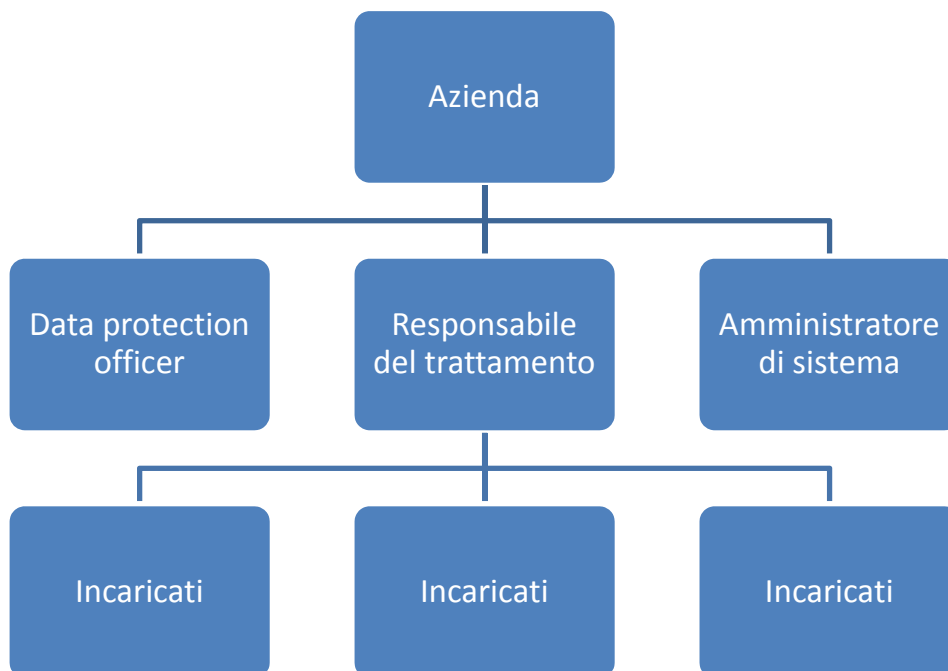 Azienda
Data protection
officer
Responsabile
del trattamento
Amministratore
di sistema
Incaricati
Incaricati
Incaricati